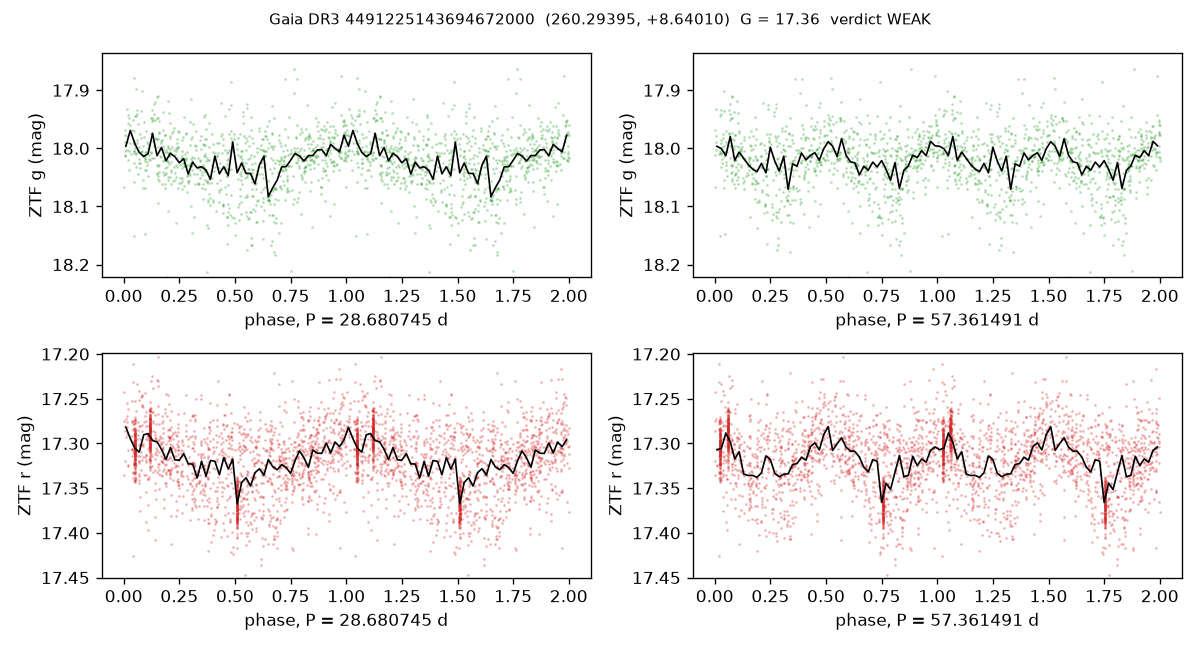 Gaia DR3 4491225143694672000  (260.29395, +8.64010)  G = 17.36  verdict WEAK
ZTF g (mag)
17.9
18.0
18.1
18.2
0.00 0.25 0.50 0.75 1.00 1.25 1.50 1.75 2.00
phase, P = 28.680745 d
ZTF g (mag)
17.9
18.0
18.1
18.2
0.00 0.25 0.50 0.75 1.00 1.25 1.50 1.75 2.00
phase, P = 57.361491 d
ZTF r (mag)
17.20
17.25
17.30
17.35
17.40
17.45
0.00 0.25 0.50 0.75 1.00 1.25 1.50 1.75 2.00
phase, P = 28.680745 d
ZTF r (mag)
17.20
17.25
17.30
17.35
17.40
17.45
0.00 0.25 0.50 0.75 1.00 1.25 1.50 1.75 2.00
phase, P = 57.361491 d